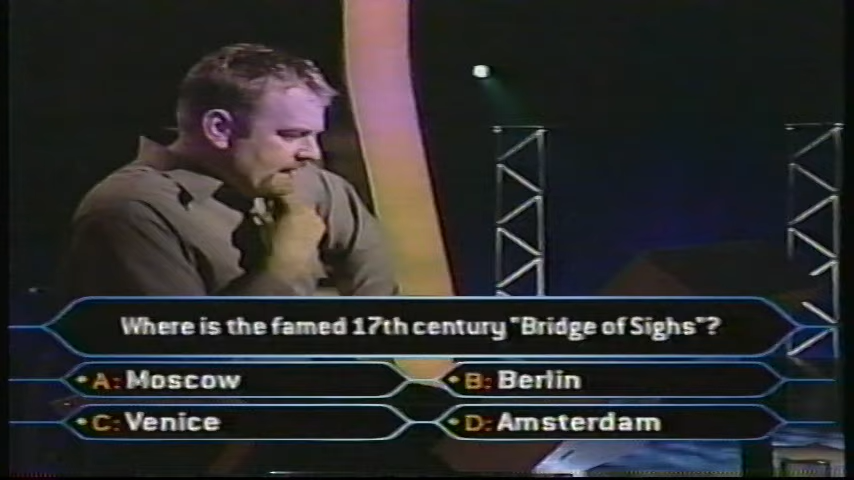 Where is the famed 17th century "Bridge of Sighs"?
A: Moscow
B: Berlin
C: Venice
D: Amsterdam